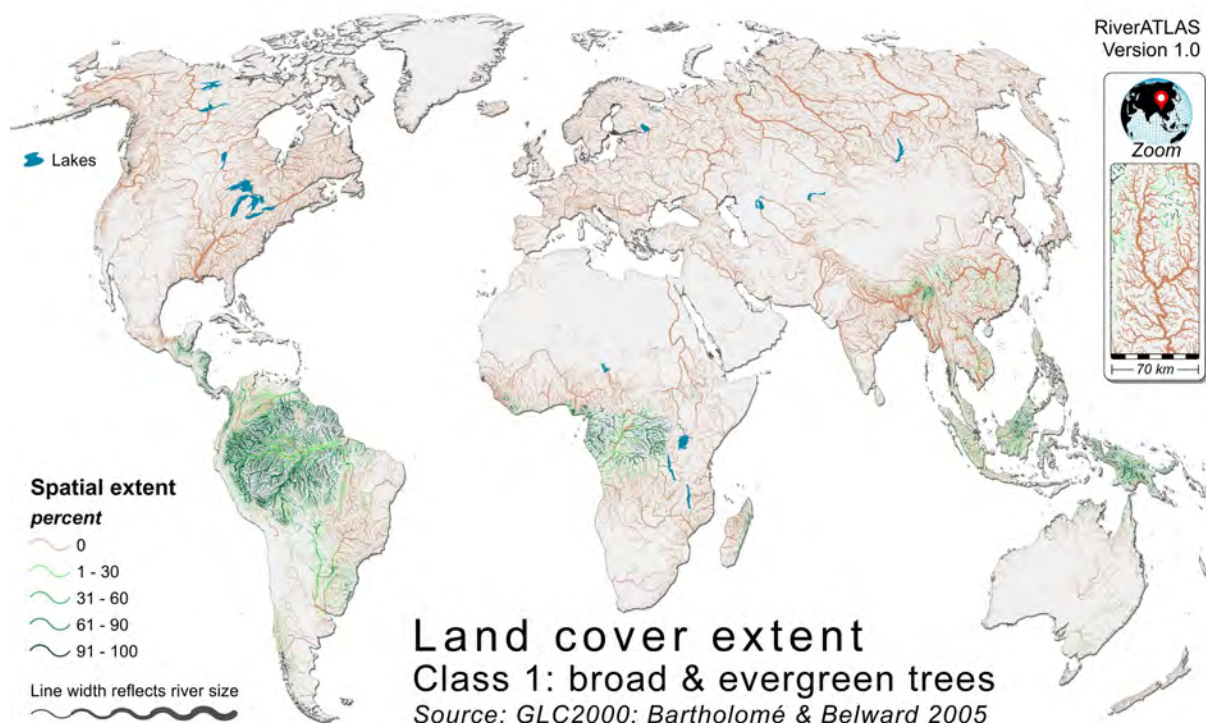 RiverATLAS
Version 1.0
Zoom
70 km
Lakes
Spatial extent
percent
0
1 - 30
31 - 60
61 - 90
91 - 100
Line width reflects river size
Land cover extent
Class 1: broad & evergreen trees
Source: GLC2000; Bartholomé & Belward 2005